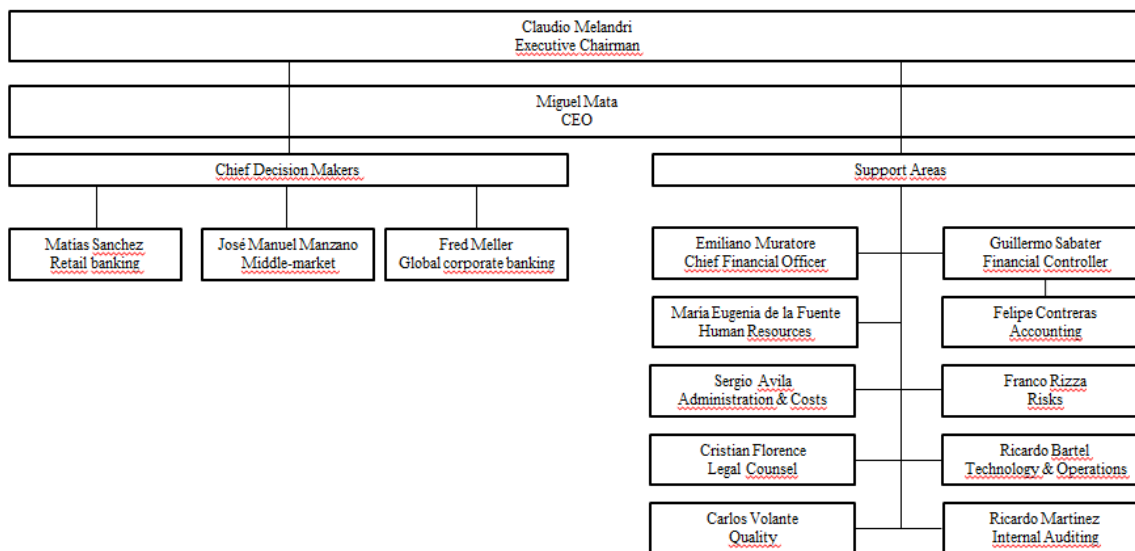 Claudio Melandri
Executive Chairman
Miguel Mata
CEO
Chief Decision Makers
Support Areas
Matias Sanchez
Retail banking
José Manuel Manzano
Middle-market
Fred Meller
Global corporate banking
Emiliano Muratore
Chief Financial Officer
Guillermo Sabater
Financial Controller
María Eugenia de la Fuente
Human Resources
Felipe Contreras
Accounting
Sergio Avila
Administration & Costs
Franco Rizza
Risks
Cristian Florence
Legal Counsel
Ricardo Bartel
Technology & Operations
Carlos Volante
Quality
Ricardo Martinez
Internal Auditing